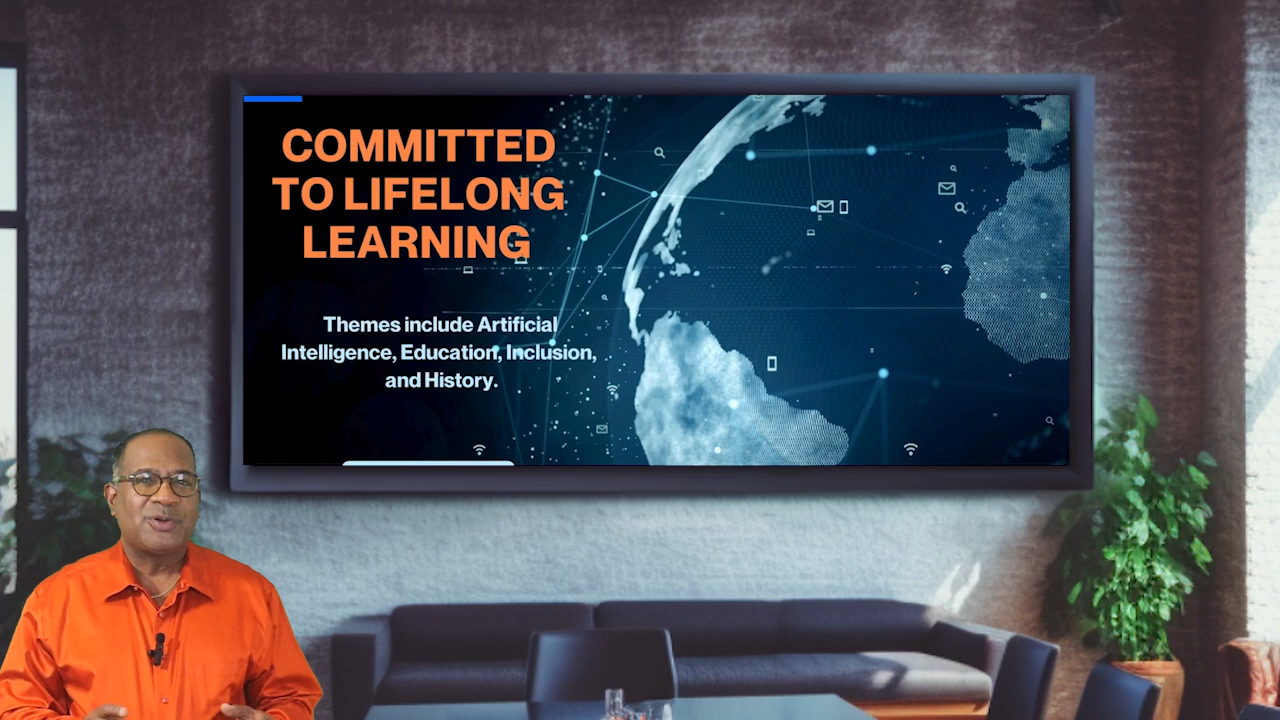 COMMITTED
TO LIFELONG
LEARNING
Themes include Artificial
Intelligence, Education, Inclusion,
and History.